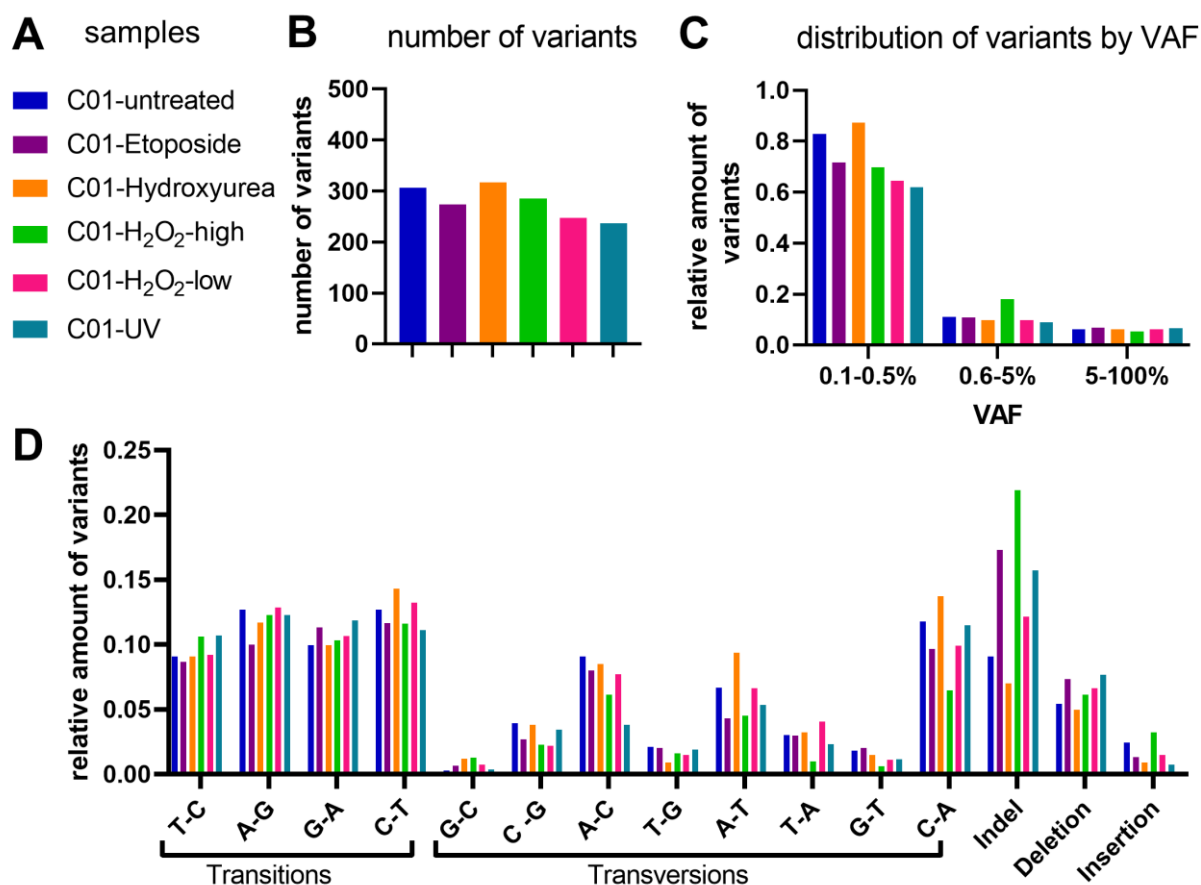 A samples
C01-untreated
C01-Etoposide
C01-Hydroxyurea
C01-H₂O₂-high
C01-H₂O₂-low
C01-UV
B number of variants
number of variants
500
400
300
200
100
0
C distribution of variants by VAF
relative amount of
variants
1.0
0.8
0.6
0.4
0.2
0.0
0.1-0.5% 0.6-5% 5-100%
VAF
D
relative amount of variants
0.25
0.20
0.15
0.10
0.05
0.00
T-C A-G G-A C-T G-C C -G A-C T-G A-T T-A G-T C-A Indel Deletion Insertion
Transitions Transversions